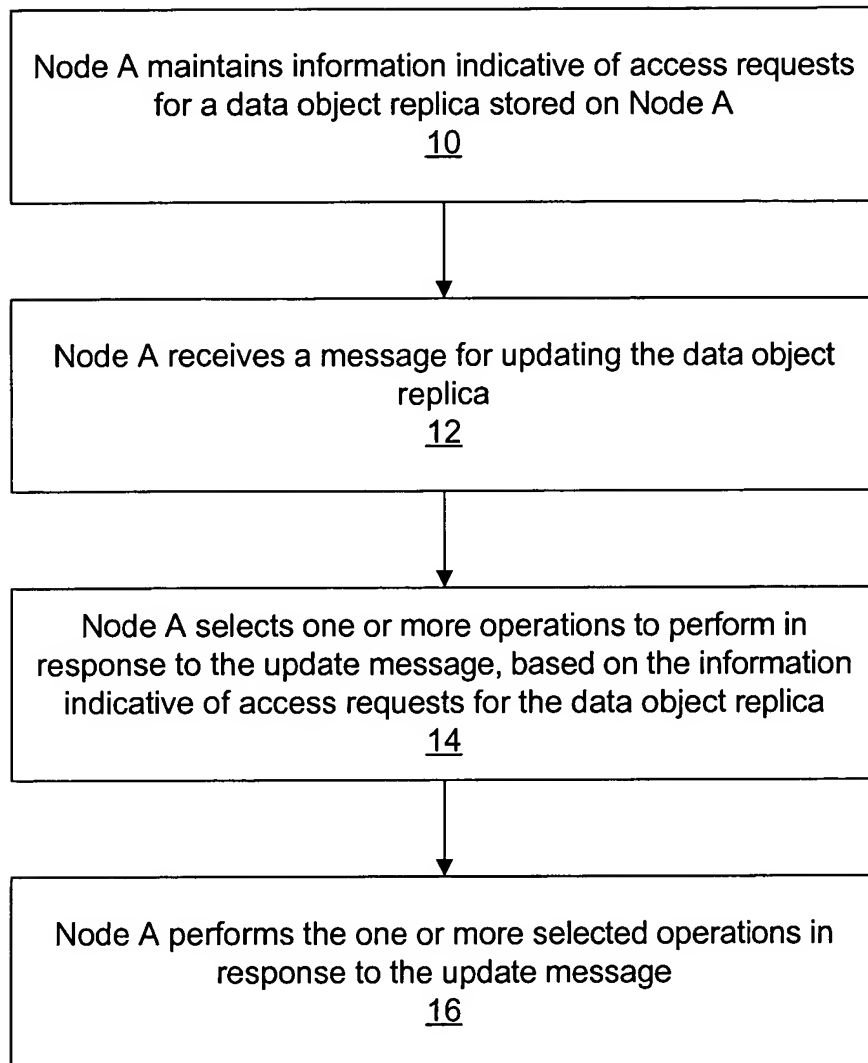 Node A maintains information indicative of access requests
for a data object replica stored on Node A
10
Node A receives a message for updating the data object
replica
12
Node A selects one or more operations to perform in
response to the update message, based on the information
indicative of access requests for the data object replica
14
Node A performs the one or more selected operations in
response to the update message
16